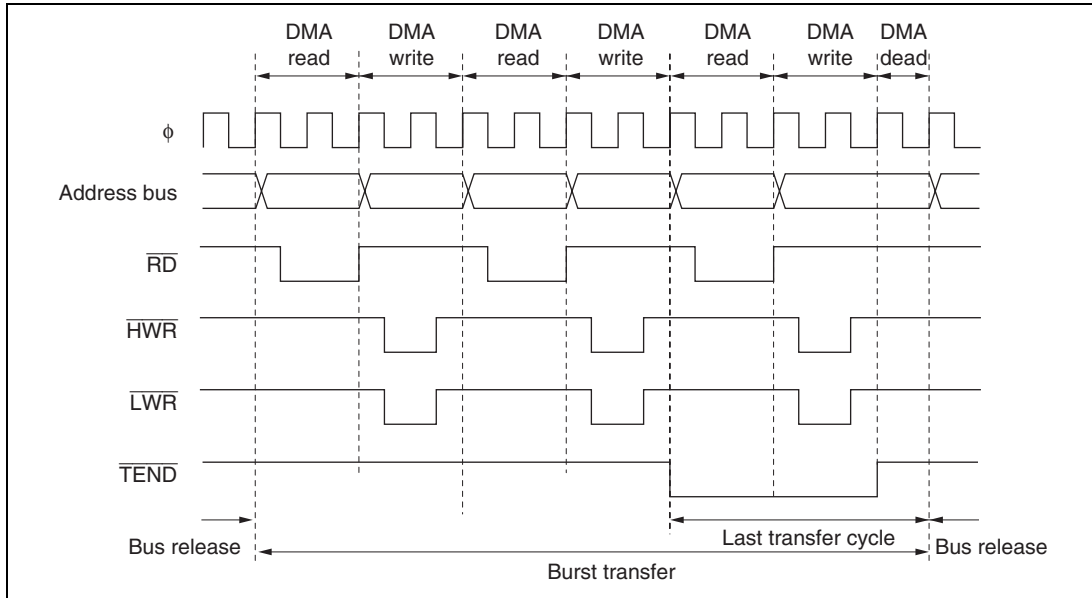 DMA DMA DMA DMA DMA DMA DMA
read write read write read write dead
ϕ
Address bus
RD
HWR
LWR
TEND
Last transfer cycle
Bus release Bus release
Burst transfer